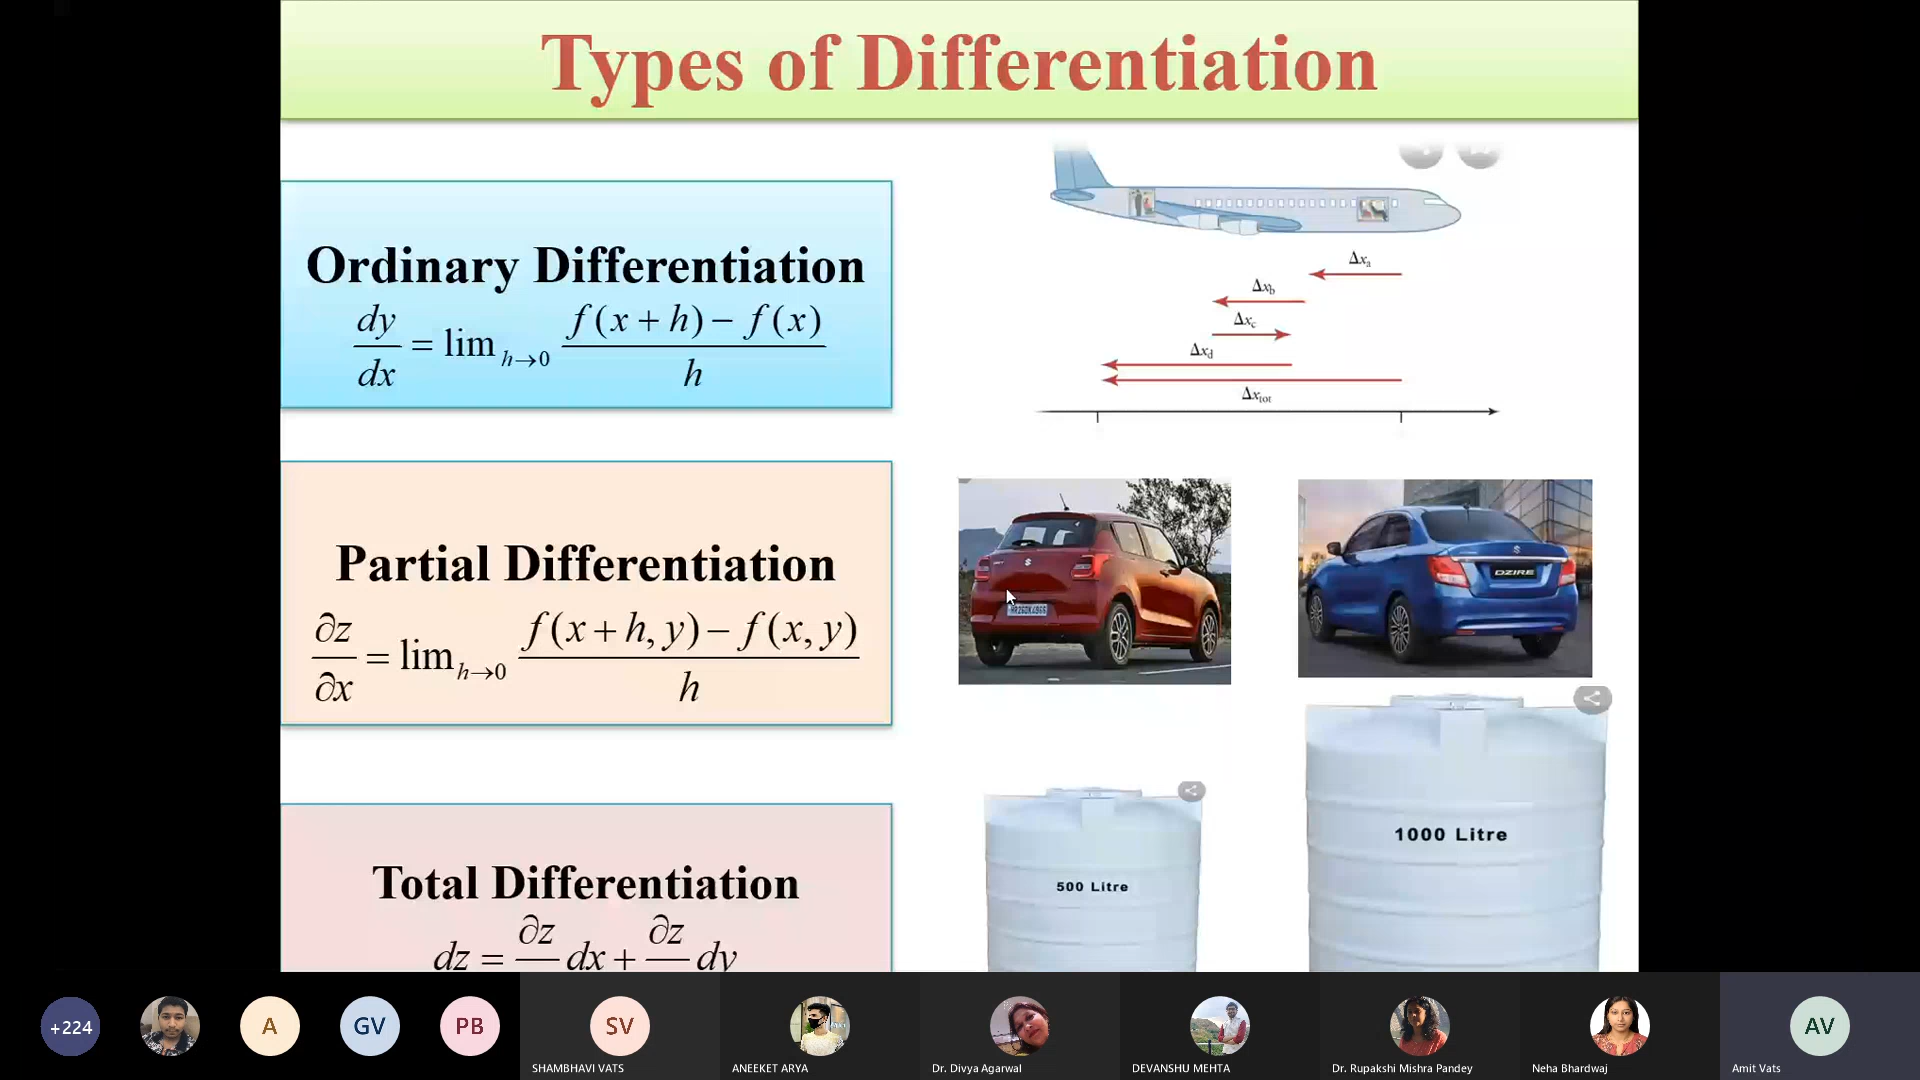 Types of Differentiation
Ordinary Differentiation
dy/dx = lim h→0 f(x+h)− f(x)/h
Δxa
Δxb
Δxc
Δxd
Δxtot
Partial Differentiation
∂z/∂x = lim h→0 f(x+h, y)− f(x, y)/h
DZIRE
Total Differentiation
dz = ∂z dx + ∂z dy
500 Litre
1000 Litre
+224
A
GV
PB
SV
AV
SHAMBHAVI VATS
ANEEKET ARYA
Dr. Divya Agarwal
DEVANSHU MEHTA
Dr. Rupakshi Mishra Pandey
Neha Bhardwaj
Amit Vats